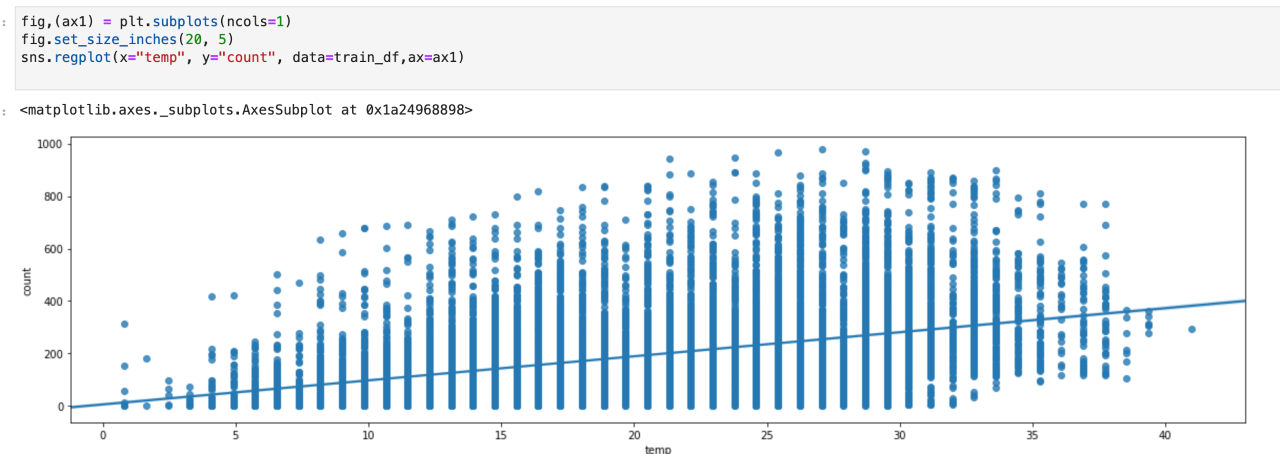 fig,(ax1) = plt.subplots(ncols=1)
fig.set_size_inches(20, 5)
sns.regplot(x="temp", y="count", data=train_df,ax=ax1)
<matplotlib.axes._subplots.AxesSubplot at 0x1a24968898>
1000
800
600
400
200
0
count
0 5 10 15 20 25 30 35 40
temp